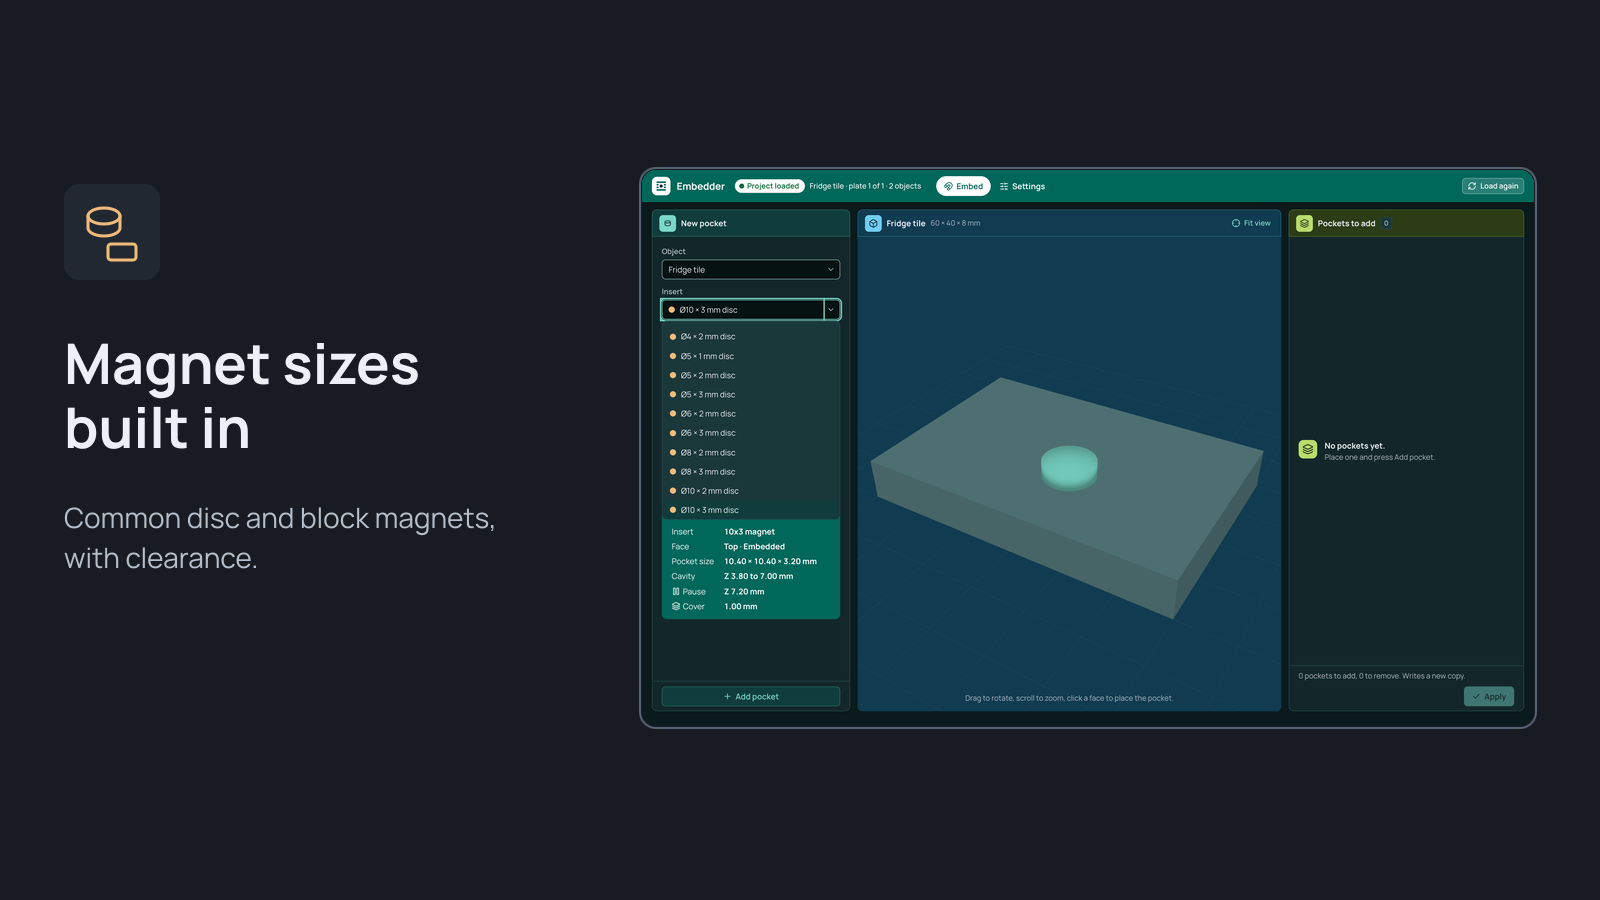 Magnet sizes
built in
Common disc and block magnets,
with clearance.
Embedder
Project loaded
Fridge tile · plate 1 of 1 · 2 objects
Embed
Settings
Load again
New pocket
Object
Fridge tile
Insert
Ø10 × 3 mm disc
Ø4 × 2 mm disc
Ø5 × 1 mm disc
Ø5 × 2 mm disc
Ø5 × 3 mm disc
Ø6 × 2 mm disc
Ø6 × 3 mm disc
Ø8 × 2 mm disc
Ø8 × 3 mm disc
Ø10 × 2 mm disc
Ø10 × 3 mm disc
Insert 10x3 magnet
Face Top · Embedded
Pocket size 10.40 × 10.40 × 3.20 mm
Cavity Z 3.80 to 7.00 mm
Pause Z 7.20 mm
Cover 1.00 mm
Add pocket
Fridge tile 60 × 40 × 8 mm
Fit view
Drag to rotate, scroll to zoom, click a face to place the pocket.
Pockets to add 0
No pockets yet.
Place one and press Add pocket.
0 pockets to add, 0 to remove. Writes a new copy.
Apply